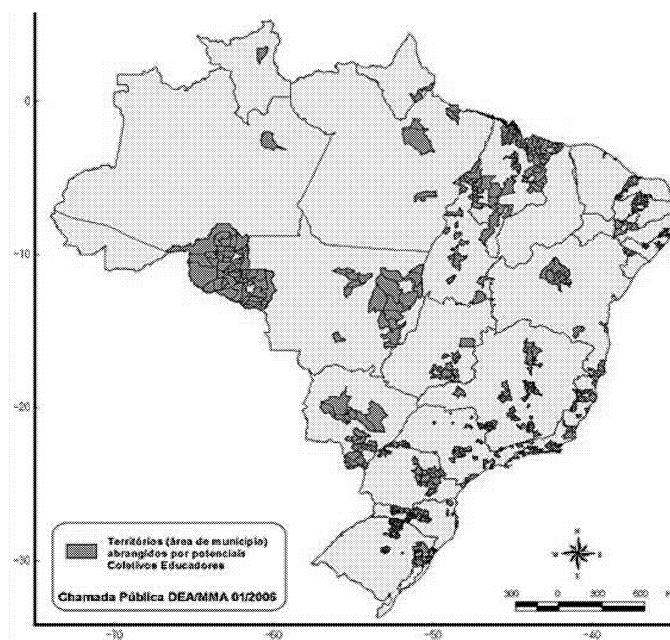 0
-10
-20
-30
-70
-60
-50
-40
Territórios (área de município)
abrangidos por potenciais
Coletivos Educadores
Chamada Pública DEA/MMA 01/2006
300 0 300 600